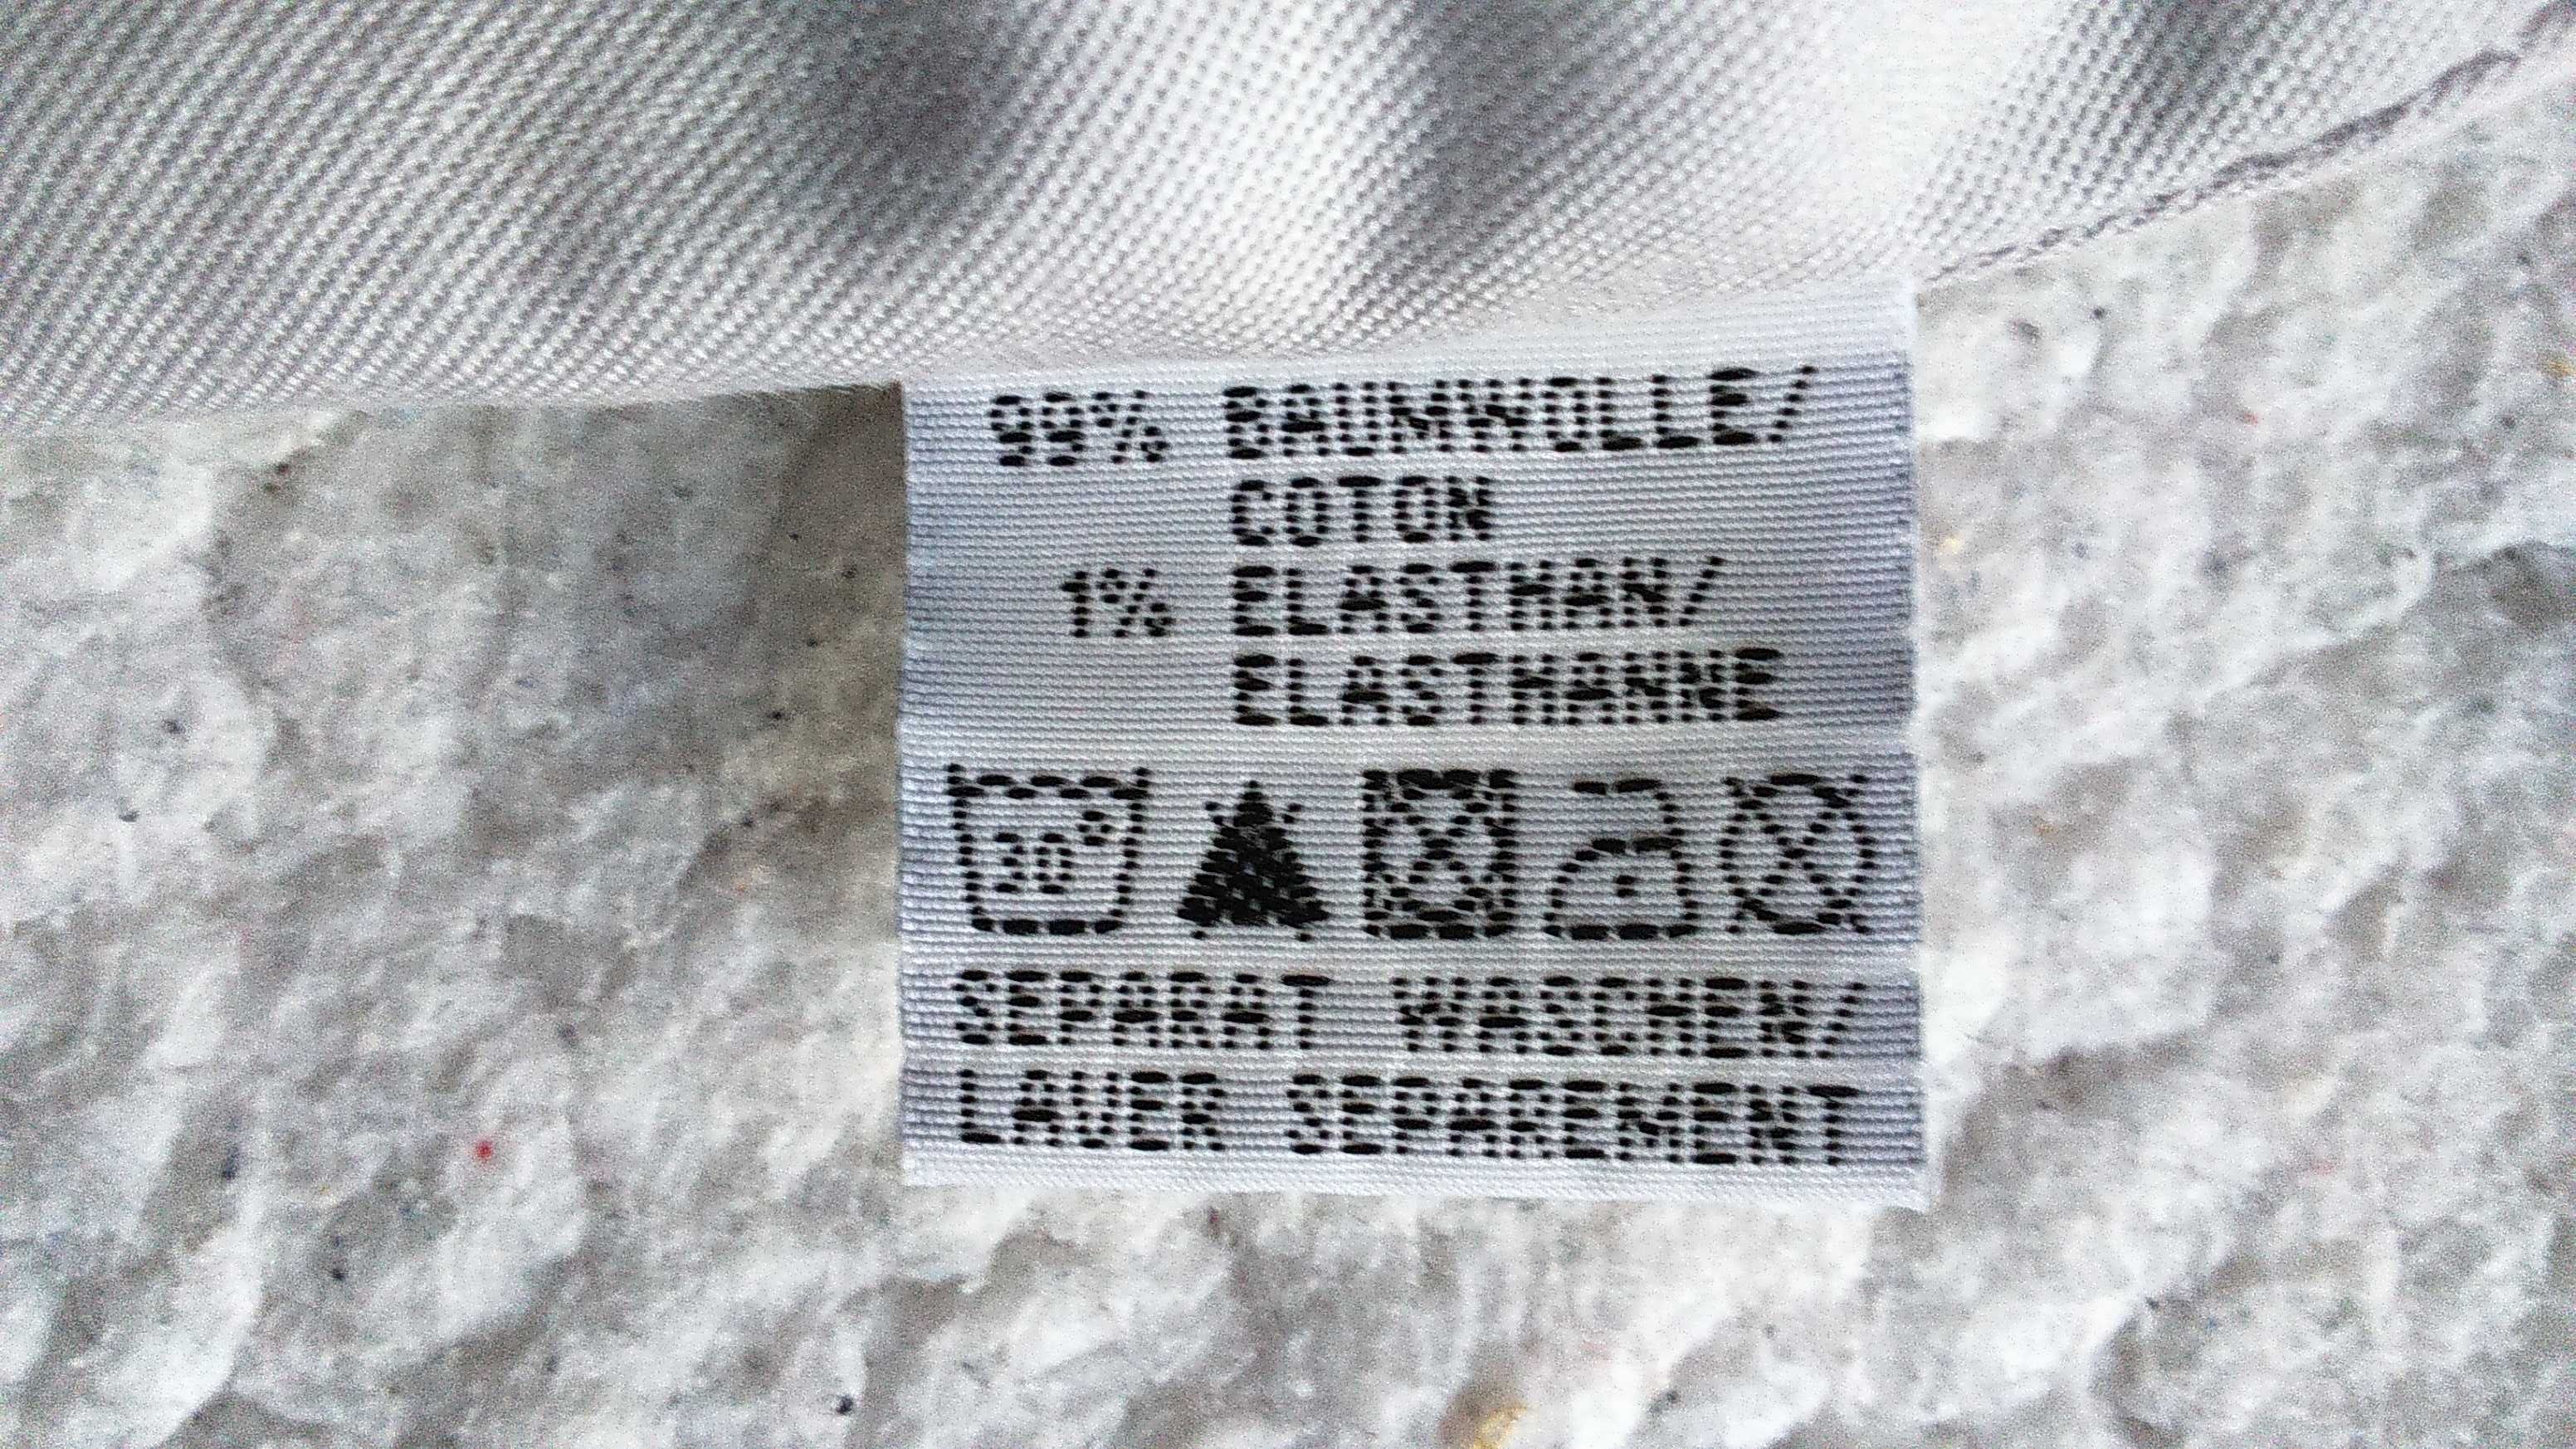 99% BAUMWOLLE/
COTON
1% ELASTHAN/
ELASTHANNE
30°
SEPARAT WASCHEN/
LAVER SEPAREMENT